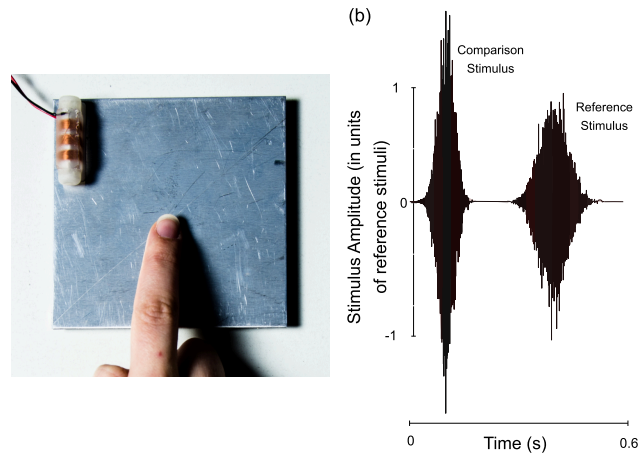 (b)
Comparison
Stimulus
Reference
Stimulus
1
0
-1
Stimulus Amplitude (in units
of reference stimuli)
0
0.6
Time (s)